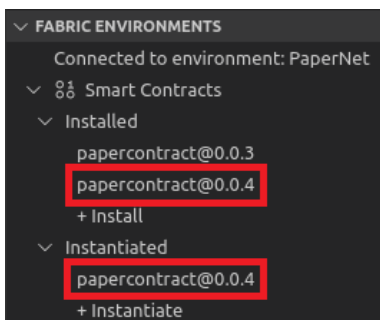 FABRIC ENVIRONMENTS
Connected to environment: PaperNet
Smart Contracts
Installed
papercontract@0.0.3
papercontract@0.0.4
+ Install
Instantiated
papercontract@0.0.4
+ Instantiate